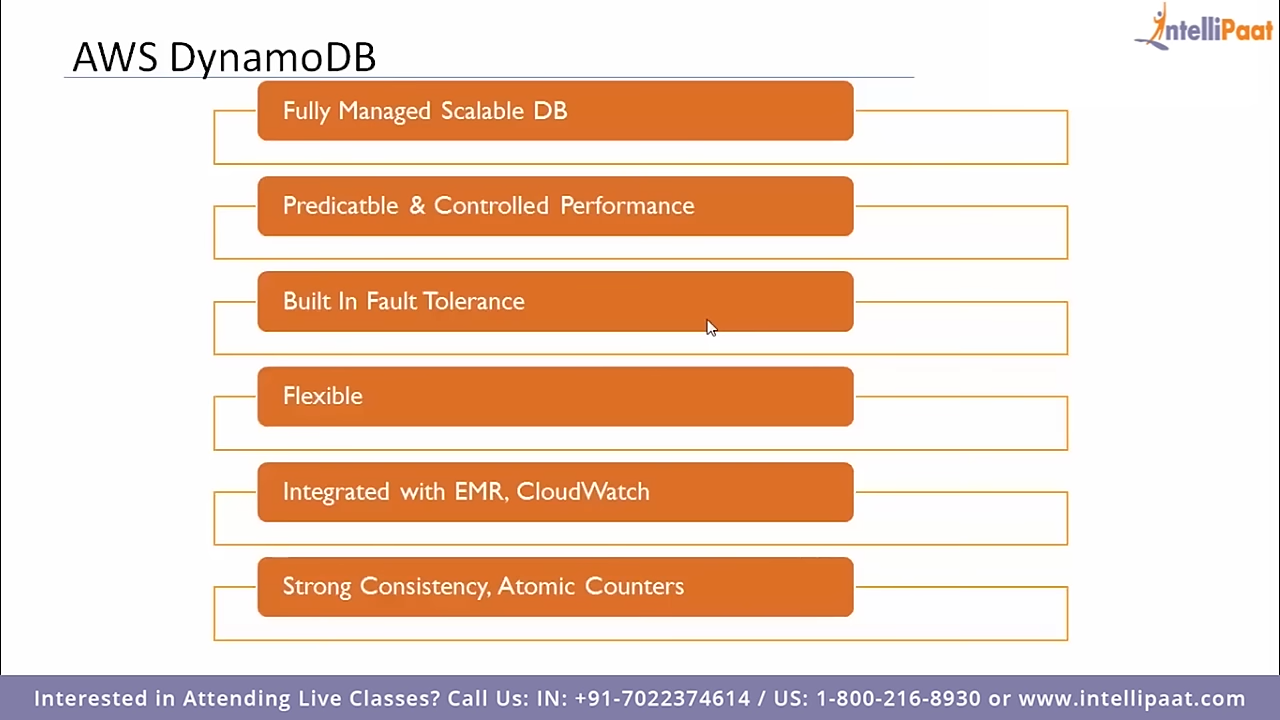 AWS DynamoDB
IntelliPaat
Fully Managed Scalable DB
Predicatble & Controlled Performance
Built In Fault Tolerance
Flexible
Integrated with EMR, CloudWatch
Strong Consistency, Atomic Counters
Interested in Attending Live Classes? Call Us: IN: +91-7022374614 / US: 1-800-216-8930 or www.intellipaat.com